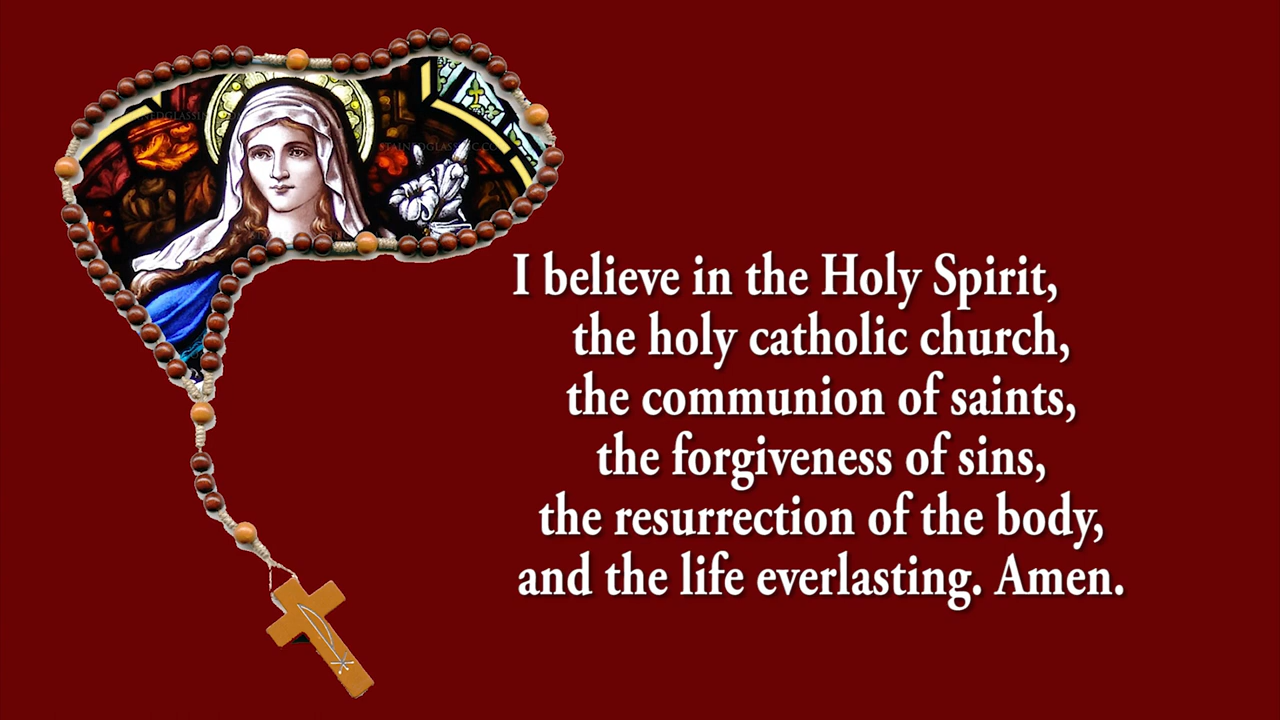 I believe in the Holy Spirit,
the holy catholic church,
the communion of saints,
the forgiveness of sins,
the resurrection of the body,
and the life everlasting. Amen.